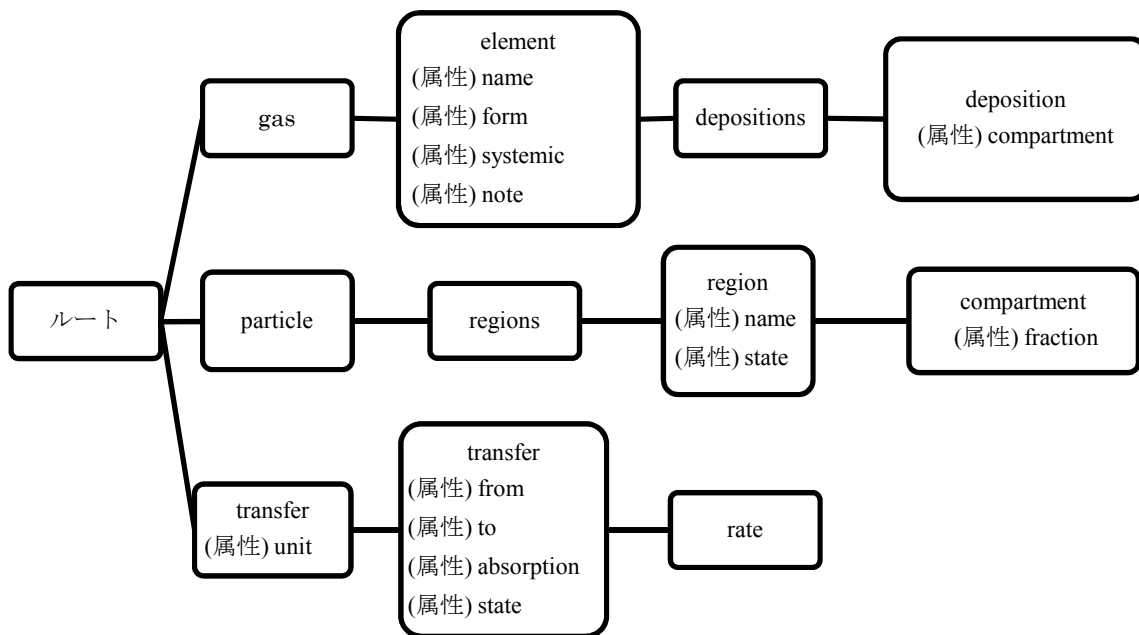 ルート
gas
element
(属性) name
(属性) form
(属性) systemic
(属性) note
depositions
deposition
(属性) compartment
particle
regions
region
(属性) name
(属性) state
compartment
(属性) fraction
transfer
(属性) unit
transfer
(属性) from
(属性) to
(属性) absorption
(属性) state
rate